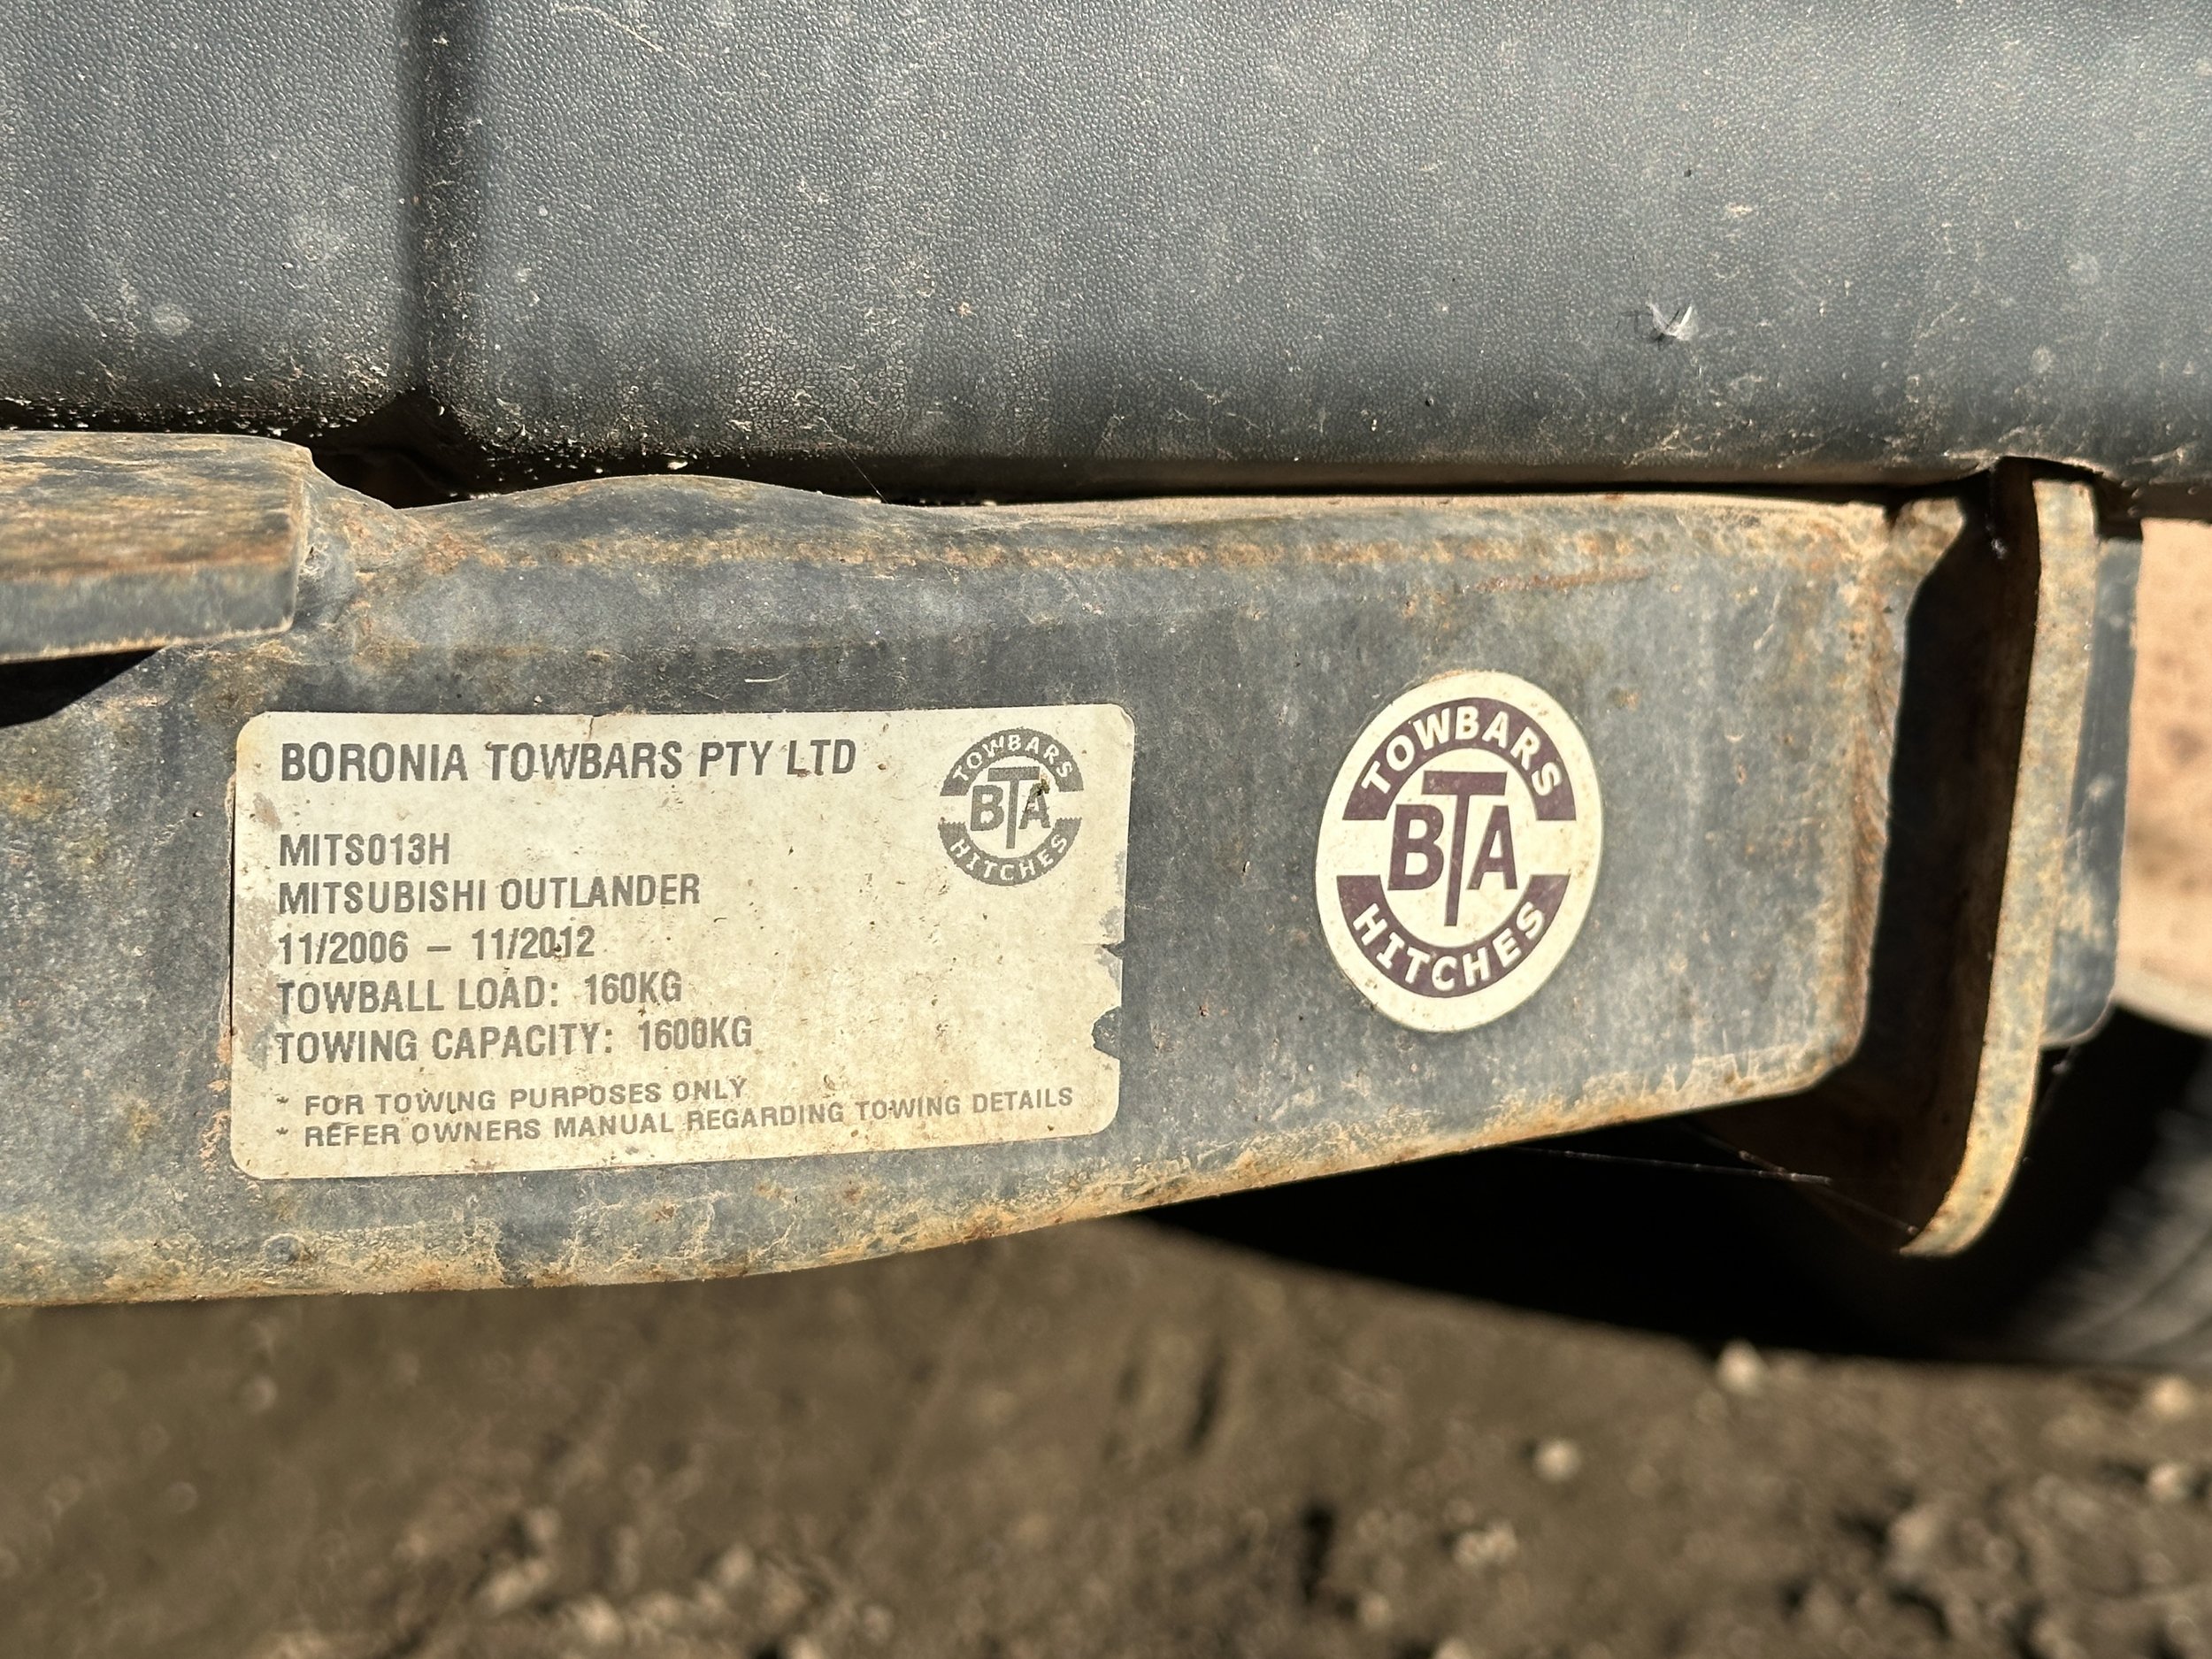 BORONIA TOWBARS PTY LTD
TOWBARS
BTA
HITCHES
MITS013H
MITSUBISHI OUTLANDER
11/2006 – 11/2012
TOWBALL LOAD: 160KG
TOWING CAPACITY: 1600KG
* FOR TOWING PURPOSES ONLY
* REFER OWNERS MANUAL REGARDING TOWING DETAILS
TOWBARS
BTA
HITCHES